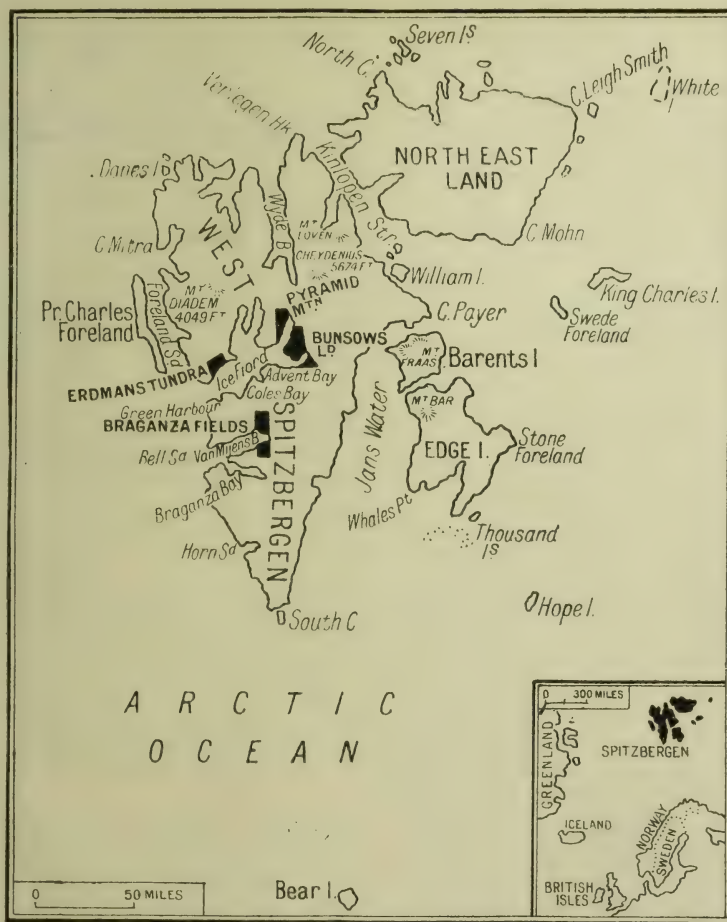 Seven Is
North C.
C. Leigh Smith
White
I
Verlegen Hk
Danes I
Kinlopen Str.
NORTH EAST
LAND
WEST
Wyde B
MT
LOVEN
CHEYDENIUS
5674 FT
C. Mitra
C. Mohn
MT
DIADEM
4049 FT
William I.
King Charles I.
Pr. Charles
Foreland
Foreland Sd
PYRAMID
MTN
C. Payer
Swede
Foreland
BUNSOWS
LD
MT
FRAAS
Barents I
ERDMANS TUNDRA
Ice Fiord
Advent Bay
Coles Bay
Green Harbour
MT BAR
BRAGANZA FIELDS
SPITZBERGEN
Jans Water
EDGE I.
Stone
Foreland
Bell Sd
Van Mijens B
Braganza Bay
Whales Pt
Thousand
Is
Horn Sd
Hope I.
South C
ARCTIC
OCEAN
0 300 MILES
GREENLAND
SPITZBERGEN
ICELAND
NORWAY
SWEDEN
BRITISH
ISLES
0 50 MILES
Bear I.